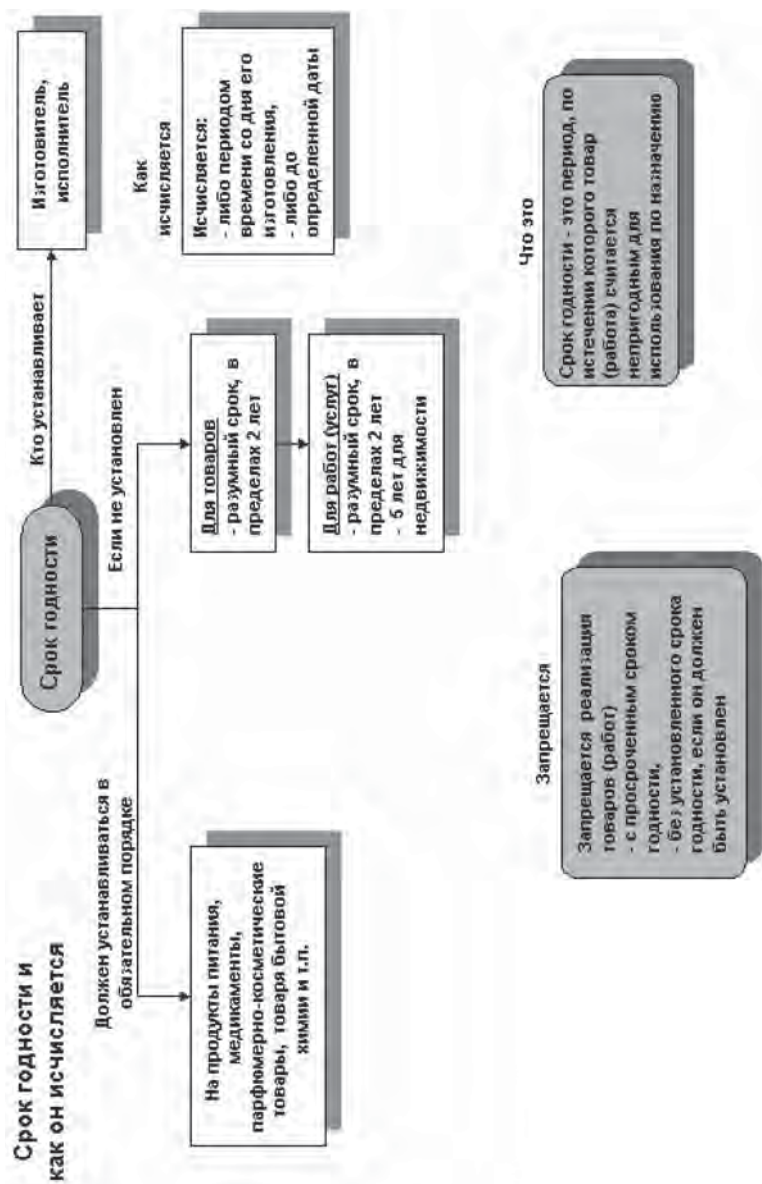 Срок годности и
как он исчисляется
Срок годности
Кто устанавливает
Изготовитель,
исполнитель
Должен устанавливаться в
обязательном порядке
Если не установлен
На продукты питания,
медикаменты,
парфюмерно-косметические
товары, товаря бытовой
химии и т.п.
Для товаров
- разумный срок, в
пределах 2 лет
Для работ (услуг)
- разумный срок, в
пределах 2 лет
- 5 лет для
недвижимости
Как
исчисляется
Исчисляется:
- либо периодом
времени со дня его
изготовления,
- либо до
определенной даты
Запрещается
Запрещается реализация
товаров (работ)
- с просроченным сроком
годности,
- без установленного срока
годности, если он должен
быть установлен
Что это
Срок годности - это период, по
истечении которого товар
(работа) считается
непригодным для
использования по назначению